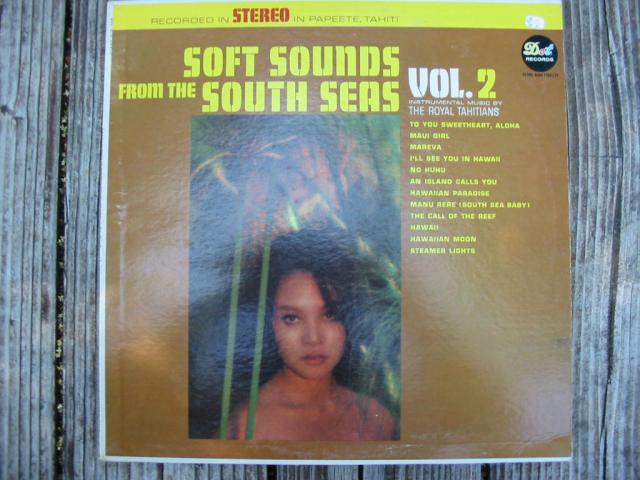 RECORDED IN STEREO IN PAPEETE, TAHITI
Dot
RECORDS
SOFT SOUNDS
FROM THE SOUTH SEAS
VOL. 2
INSTRUMENTAL MUSIC BY
THE ROYAL TAHITIANS
TO YOU SWEETHEART, ALOHA
MAUI GIRL
MAREVA
I'LL SEE YOU IN HAWAII
NO HUHU
AN ISLAND CALLS YOU
HAWAIIAN PARADISE
MANU RERE (SOUTH SEA BABY)
THE CALL OF THE REEF
HAWAII
HAWAIIAN MOON
STEAMER LIGHTS